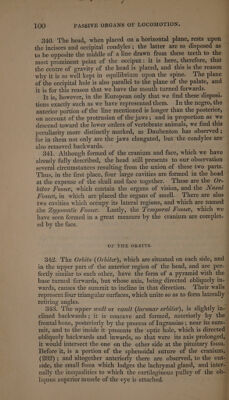 100 PASSIVE ORGANS OF LOCOMOTION.
340. The head, when placed on a horizontal plane, rests upon
the incisors and occipital condyles; the latter are so disposed as
to be opposite the middle of a line drawn from these teeth to the
most prominent point of the occiput: it is here, therefore, that
the centre of gravity of the head is placed, and this is the reason
why it is so well kept in equilibrium upon the spine. The plane
of the occipital hole is also parallel to the plane of the palate, and
it is for this reason that we have the mouth turned forwards.
It is, however, in the European only that we find these disposi-
tions exactly such as we have represented them. In the negro, the
anterior portion of the line mentioned is longer than the posterior,
on account of the protrusion of the jaws; and in proportion as we
descend toward the lower orders of vertebrate animals, we find this
peculiarity more distinctly marked, as Daubenton has observed;
for in them not only are the jaws elongated, but the condyles are
also removed backwards.
341. Although formed of the cranium and face, which we have
already fully described, the head still presents to our observation
several circumstances resulting from the union of these two parts.
Thus, in the first place, four large cavities are formed in the head
at the expense of the skull and face together. These are the Or-
bitar Fossæ, which contain the organs of vision, and the Nasal
Fossæ, in which are placed the organs of smell. There are also
two cavities which occupy its lateral regions, and which are named
the Zygomatic Fossæ. Lastly, the Temporal Fossæ, which we
have seen formed in a great measure by the cranium are complet-
ed by the face.
OF THE ORBITS.
342. The Orbits (Orbitæ), which are situated on each side, and
in the upper part of the anterior region of the head, and are per-
fectly similar to each other, have the form of a pyramid with the
base turned forwards, but whose axis, being directed obliquely in-
wards, causes the summit to incline in that direction. Their walls
represent four triangular surfaces, which unite so as to form laterally
retiring angles.
343. The upper wall or vault (lacunar orbitæ), is slightly in-
clined backwards; it is concave and formed, anteriorly by the
frontal bone, posteriorly by the process of Ingrassias; near its sum-
mit, and to the inside it presents the optic hole, which is directed
obliquely backwards and inwards, so that were its axis prolonged,
it would intersect the one on the other side at the pituitary fossa.
Before it, is a portion of the sphenoidal suture of the cranium,
(282); and altogether anteriorly there are observed, to the out-
side, the small fossa which lodges the lachrymal gland, and inter-
nally the inequalities to which the cartilaginous pulley of the ob-
liquus superior muscle of the eye is attached.